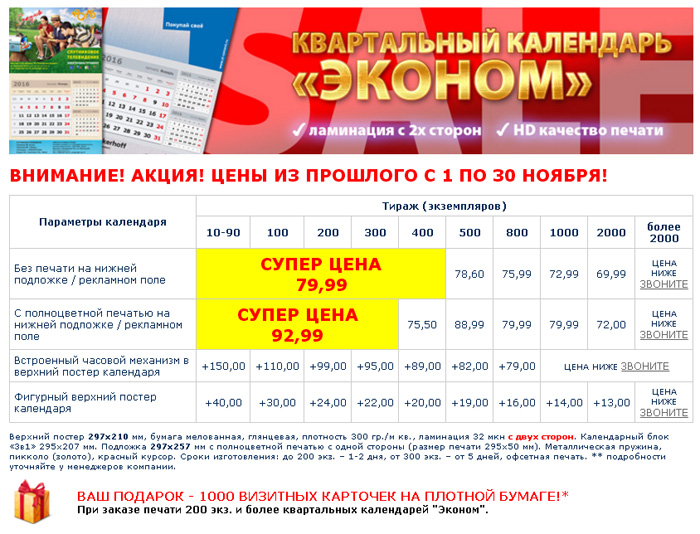 СПУТНИКОВОЕ
ТЕЛЕВИДЕНИЕ
Покупай своё
2016
2016
kerhoff
SALE
КВАРТАЛЬНЫЙ КАЛЕНДАРЬ
«ЭКОНОМ»
✓ ламинация с 2х сторон ✓ HD качество печати
ВНИМАНИЕ! АКЦИЯ! ЦЕНЫ ИЗ ПРОШЛОГО С 1 ПО 30 НОЯБРЯ!
Параметры календаря
Тираж (экземпляров)
10-90 100 200 300 400 500 800 1000 2000 более 2000
Без печати на нижней
подложке / рекламном поле
СУПЕР ЦЕНА
79,99
78,60 75,99 72,99 69,99
ЦЕНА
НИЖЕ
ЗВОНИТЕ
С полноцветной печатью на
нижней подложке / рекламном
поле
СУПЕР ЦЕНА
92,99
75,50 88,99 79,99 79,99 72,00
ЦЕНА
НИЖЕ
ЗВОНИТЕ
Встроенный часовой механизм в
верхний постер календаря
+150,00 +110,00 +99,00 +95,00 +89,00 +82,00 +79,00 ЦЕНА НИЖЕ ЗВОНИТЕ
Фигурный верхний постер
календаря
+40,00 +30,00 +24,00 +22,00 +20,00 +19,00 +16,00 +14,00 +13,00
ЦЕНА
НИЖЕ
ЗВОНИТЕ
Верхний постер 297x210 мм, бумага мелованная, глянцевая, плотность 300 гр./м кв., ламинация 32 мкн с двух сторон. Календарный блок
«3в1» 295x207 мм. Подложка 297x257 мм с полноцветной печатью с одной стороны (размер печати 295x50 мм). Металлическая пружина,
пикколо (золото), красный курсор. Сроки изготовления: до 200 экз. – 1-2 дня, от 300 экз. – от 5 дней, офсетная печать. ** подробности
уточняйте у менеджеров компании.
ВАШ ПОДАРОК - 1000 ВИЗИТНЫХ КАРТОЧЕК НА ПЛОТНОЙ БУМАГЕ!*
При заказе печати 200 экз. и более квартальных календарей "Эконом".